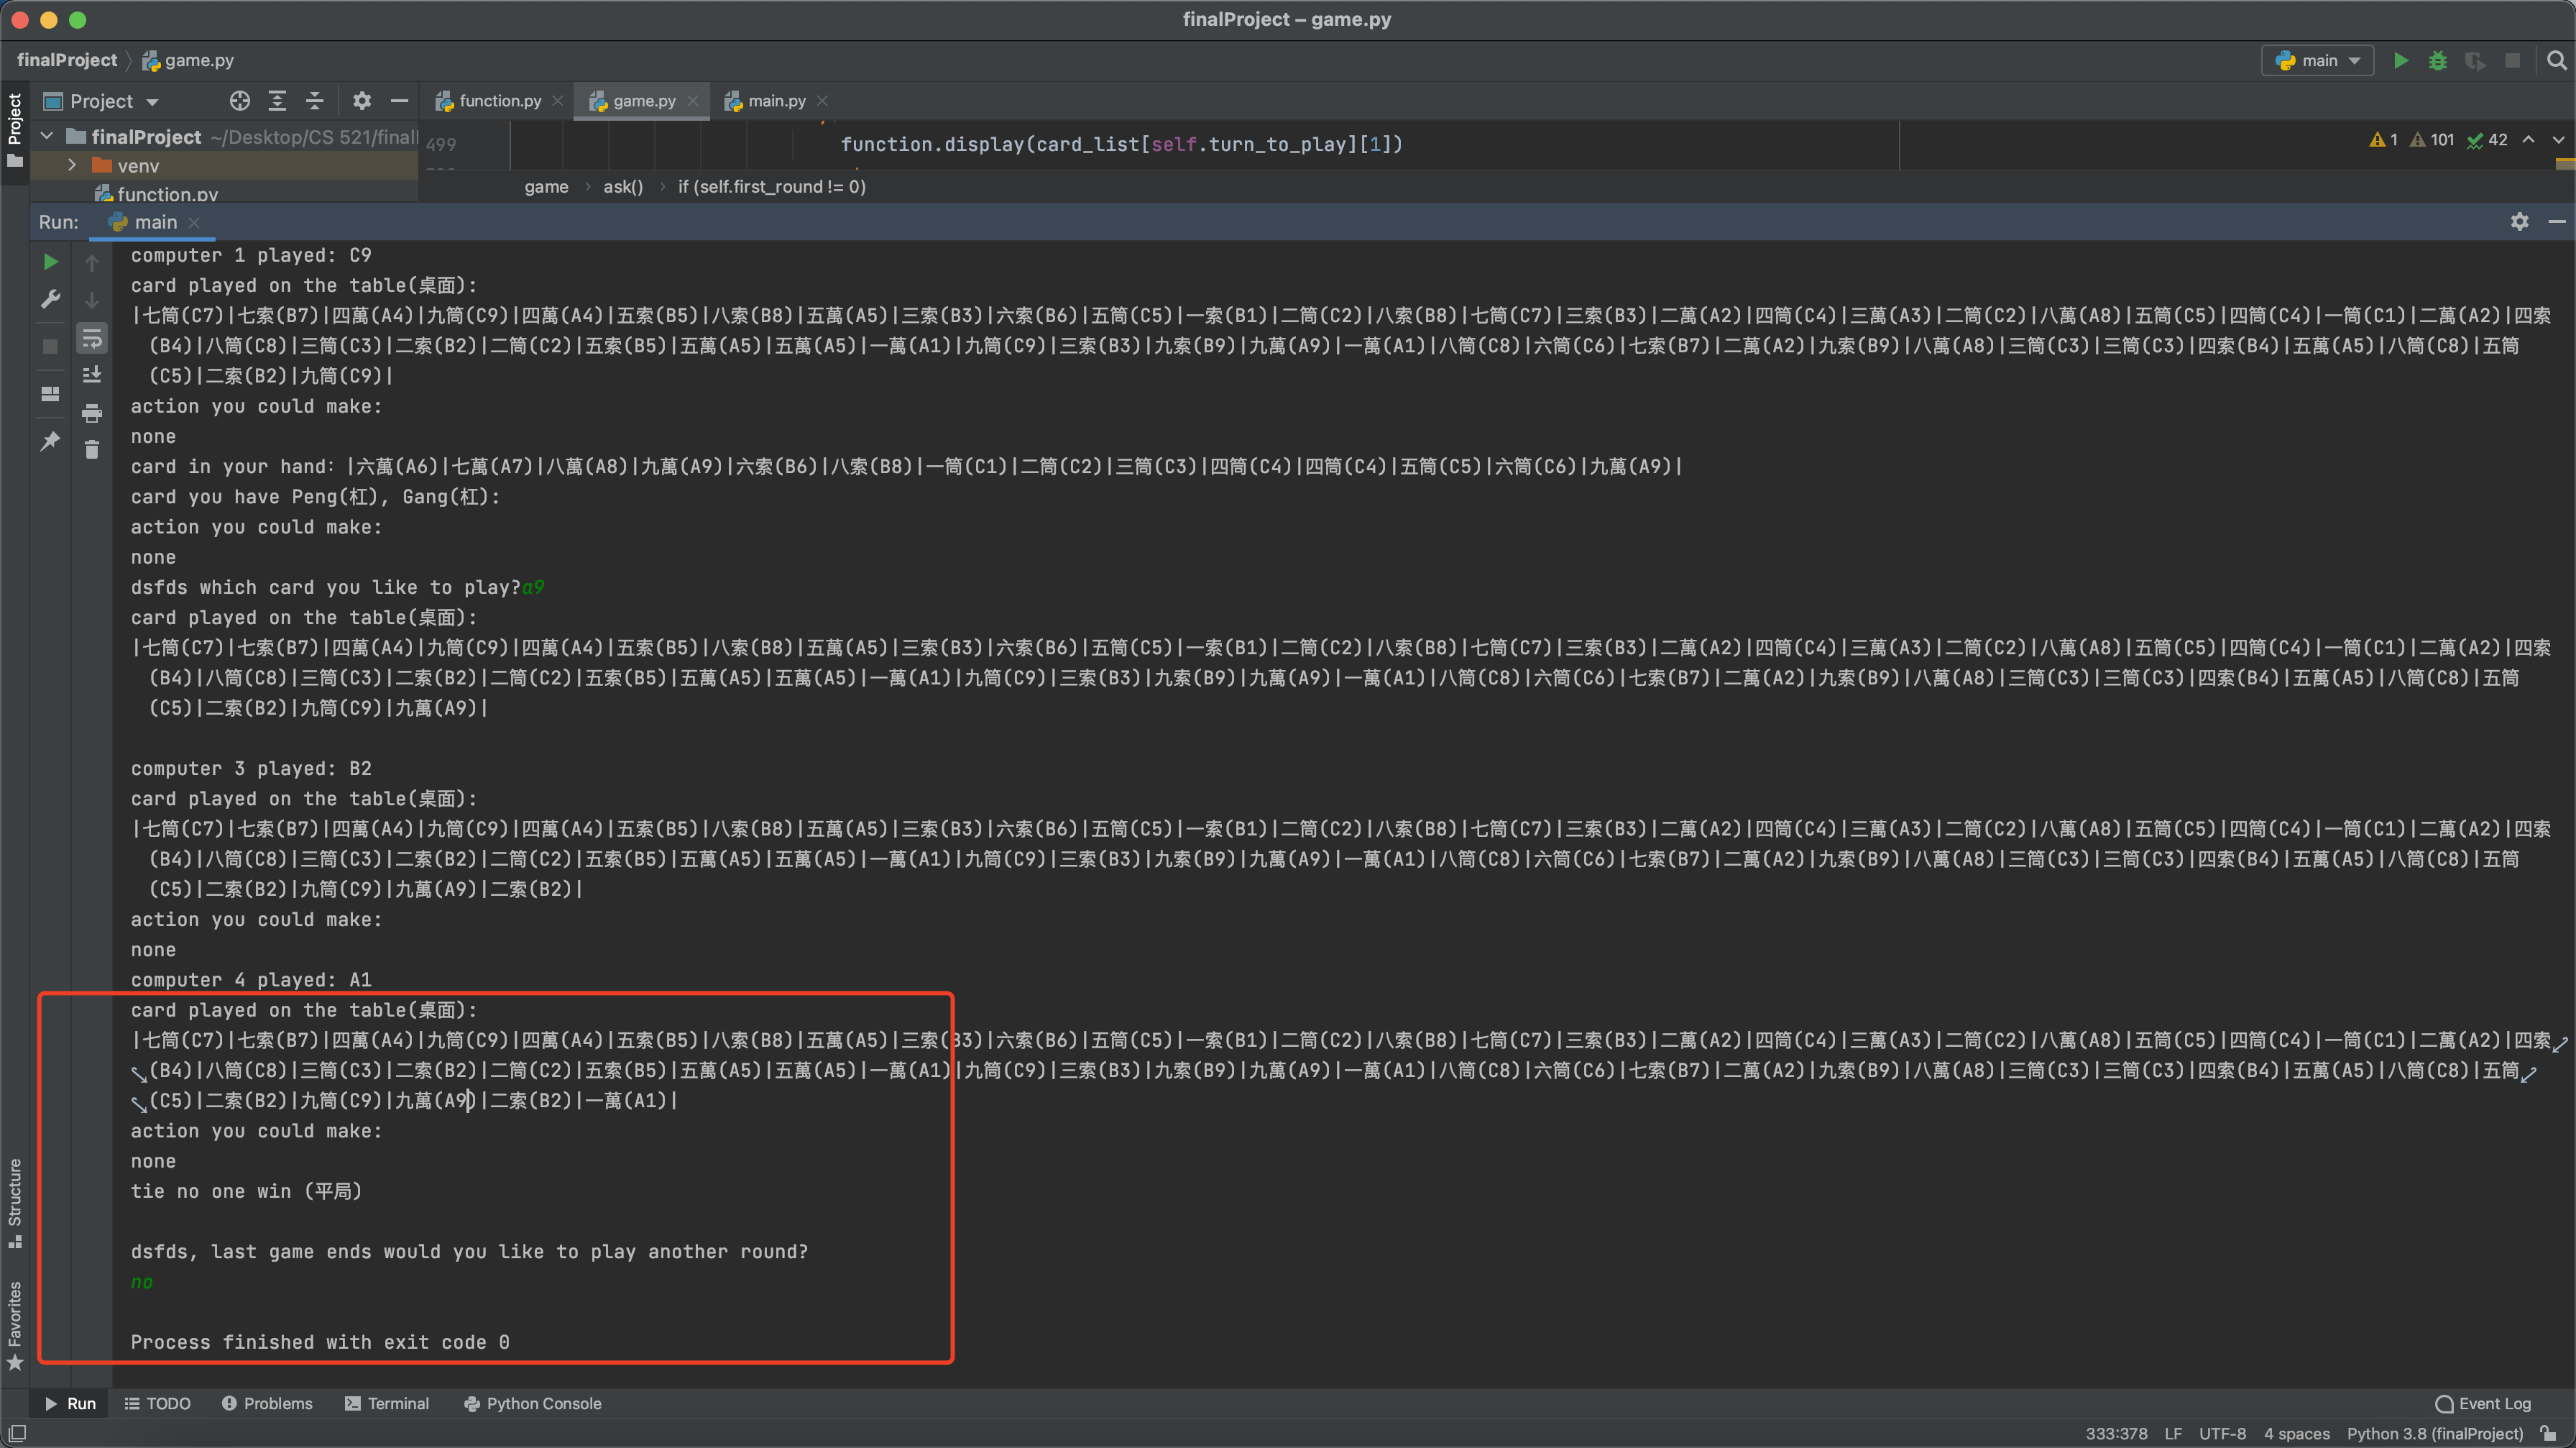 finalProject – game.py
finalProject game.py main
Project Project function.py game.py main.py
finalProject ~/Desktop/CS 521/final 499 function.display(card_list[self.turn_to_play][1]) 1 101 42
venv
game ask() if (self.first_round != 0)
function.py
Run: main
computer 1 played: C9
card played on the table(桌面):
|七筒(C7)|七索(B7)|四萬(A4)|九筒(C9)|四萬(A4)|五索(B5)|八索(B8)|五萬(A5)|三索(B3)|六索(B6)|五筒(C5)|一索(B1)|二筒(C2)|八索(B8)|七筒(C7)|三索(B3)|二萬(A2)|四筒(C4)|三萬(A3)|二筒(C2)|八萬(A8)|五筒(C5)|四筒(C4)|一筒(C1)|二萬(A2)|四索
(B4)|八筒(C8)|三筒(C3)|二索(B2)|二筒(C2)|五索(B5)|五萬(A5)|五萬(A5)|一萬(A1)|九筒(C9)|三索(B3)|九索(B9)|九萬(A9)|一萬(A1)|八筒(C8)|六筒(C6)|七索(B7)|二萬(A2)|九索(B9)|八萬(A8)|三筒(C3)|三筒(C3)|四索(B4)|五萬(A5)|八筒(C8)|五筒
(C5)|二索(B2)|九筒(C9)|
action you could make:
none
card in your hand: |六萬(A6)|七萬(A7)|八萬(A8)|九萬(A9)|六索(B6)|八索(B8)|一筒(C1)|二筒(C2)|三筒(C3)|四筒(C4)|四筒(C4)|五筒(C5)|六筒(C6)|九萬(A9)|
card you have Peng(杠), Gang(杠):
action you could make:
none
dsfds which card you like to play?a9
card played on the table(桌面):
|七筒(C7)|七索(B7)|四萬(A4)|九筒(C9)|四萬(A4)|五索(B5)|八索(B8)|五萬(A5)|三索(B3)|六索(B6)|五筒(C5)|一索(B1)|二筒(C2)|八索(B8)|七筒(C7)|三索(B3)|二萬(A2)|四筒(C4)|三萬(A3)|二筒(C2)|八萬(A8)|五筒(C5)|四筒(C4)|一筒(C1)|二萬(A2)|四索
(B4)|八筒(C8)|三筒(C3)|二索(B2)|二筒(C2)|五索(B5)|五萬(A5)|五萬(A5)|一萬(A1)|九筒(C9)|三索(B3)|九索(B9)|九萬(A9)|一萬(A1)|八筒(C8)|六筒(C6)|七索(B7)|二萬(A2)|九索(B9)|八萬(A8)|三筒(C3)|三筒(C3)|四索(B4)|五萬(A5)|八筒(C8)|五筒
(C5)|二索(B2)|九筒(C9)|九萬(A9)|
computer 3 played: B2
card played on the table(桌面):
|七筒(C7)|七索(B7)|四萬(A4)|九筒(C9)|四萬(A4)|五索(B5)|八索(B8)|五萬(A5)|三索(B3)|六索(B6)|五筒(C5)|一索(B1)|二筒(C2)|八索(B8)|七筒(C7)|三索(B3)|二萬(A2)|四筒(C4)|三萬(A3)|二筒(C2)|八萬(A8)|五筒(C5)|四筒(C4)|一筒(C1)|二萬(A2)|四索
(B4)|八筒(C8)|三筒(C3)|二索(B2)|二筒(C2)|五索(B5)|五萬(A5)|五萬(A5)|一萬(A1)|九筒(C9)|三索(B3)|九索(B9)|九萬(A9)|一萬(A1)|八筒(C8)|六筒(C6)|七索(B7)|二萬(A2)|九索(B9)|八萬(A8)|三筒(C3)|三筒(C3)|四索(B4)|五萬(A5)|八筒(C8)|五筒
(C5)|二索(B2)|九筒(C9)|九萬(A9)|二索(B2)|
action you could make:
none
computer 4 played: A1
card played on the table(桌面):
|七筒(C7)|七索(B7)|四萬(A4)|九筒(C9)|四萬(A4)|五索(B5)|八索(B8)|五萬(A5)|三索(B3)|六索(B6)|五筒(C5)|一索(B1)|二筒(C2)|八索(B8)|七筒(C7)|三索(B3)|二萬(A2)|四筒(C4)|三萬(A3)|二筒(C2)|八萬(A8)|五筒(C5)|四筒(C4)|一筒(C1)|二萬(A2)|四索
(B4)|八筒(C8)|三筒(C3)|二索(B2)|二筒(C2)|五索(B5)|五萬(A5)|五萬(A5)|一萬(A1)|九筒(C9)|三索(B3)|九索(B9)|九萬(A9)|一萬(A1)|八筒(C8)|六筒(C6)|七索(B7)|二萬(A2)|九索(B9)|八萬(A8)|三筒(C3)|三筒(C3)|四索(B4)|五萬(A5)|八筒(C8)|五筒
(C5)|二索(B2)|九筒(C9)|九萬(A9)|二索(B2)|一萬(A1)|
action you could make:
none
tie no one win (平局)
dsfds, last game ends would you like to play another round?
no
Process finished with exit code 0
Structure
Favorites
Run TODO Problems Terminal Python Console Event Log
333:378 LF UTF-8 4 spaces Python 3.8 (finalProject)